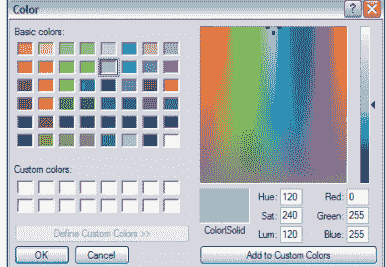 Color
?
Basic colors:
Custom colors:
Define Custom Colors >>
OK Cancel
Color|Solid
Hue: 120 Red: 0
Sat: 240 Green: 255
Lum: 120 Blue: 255
Add to Custom Colors